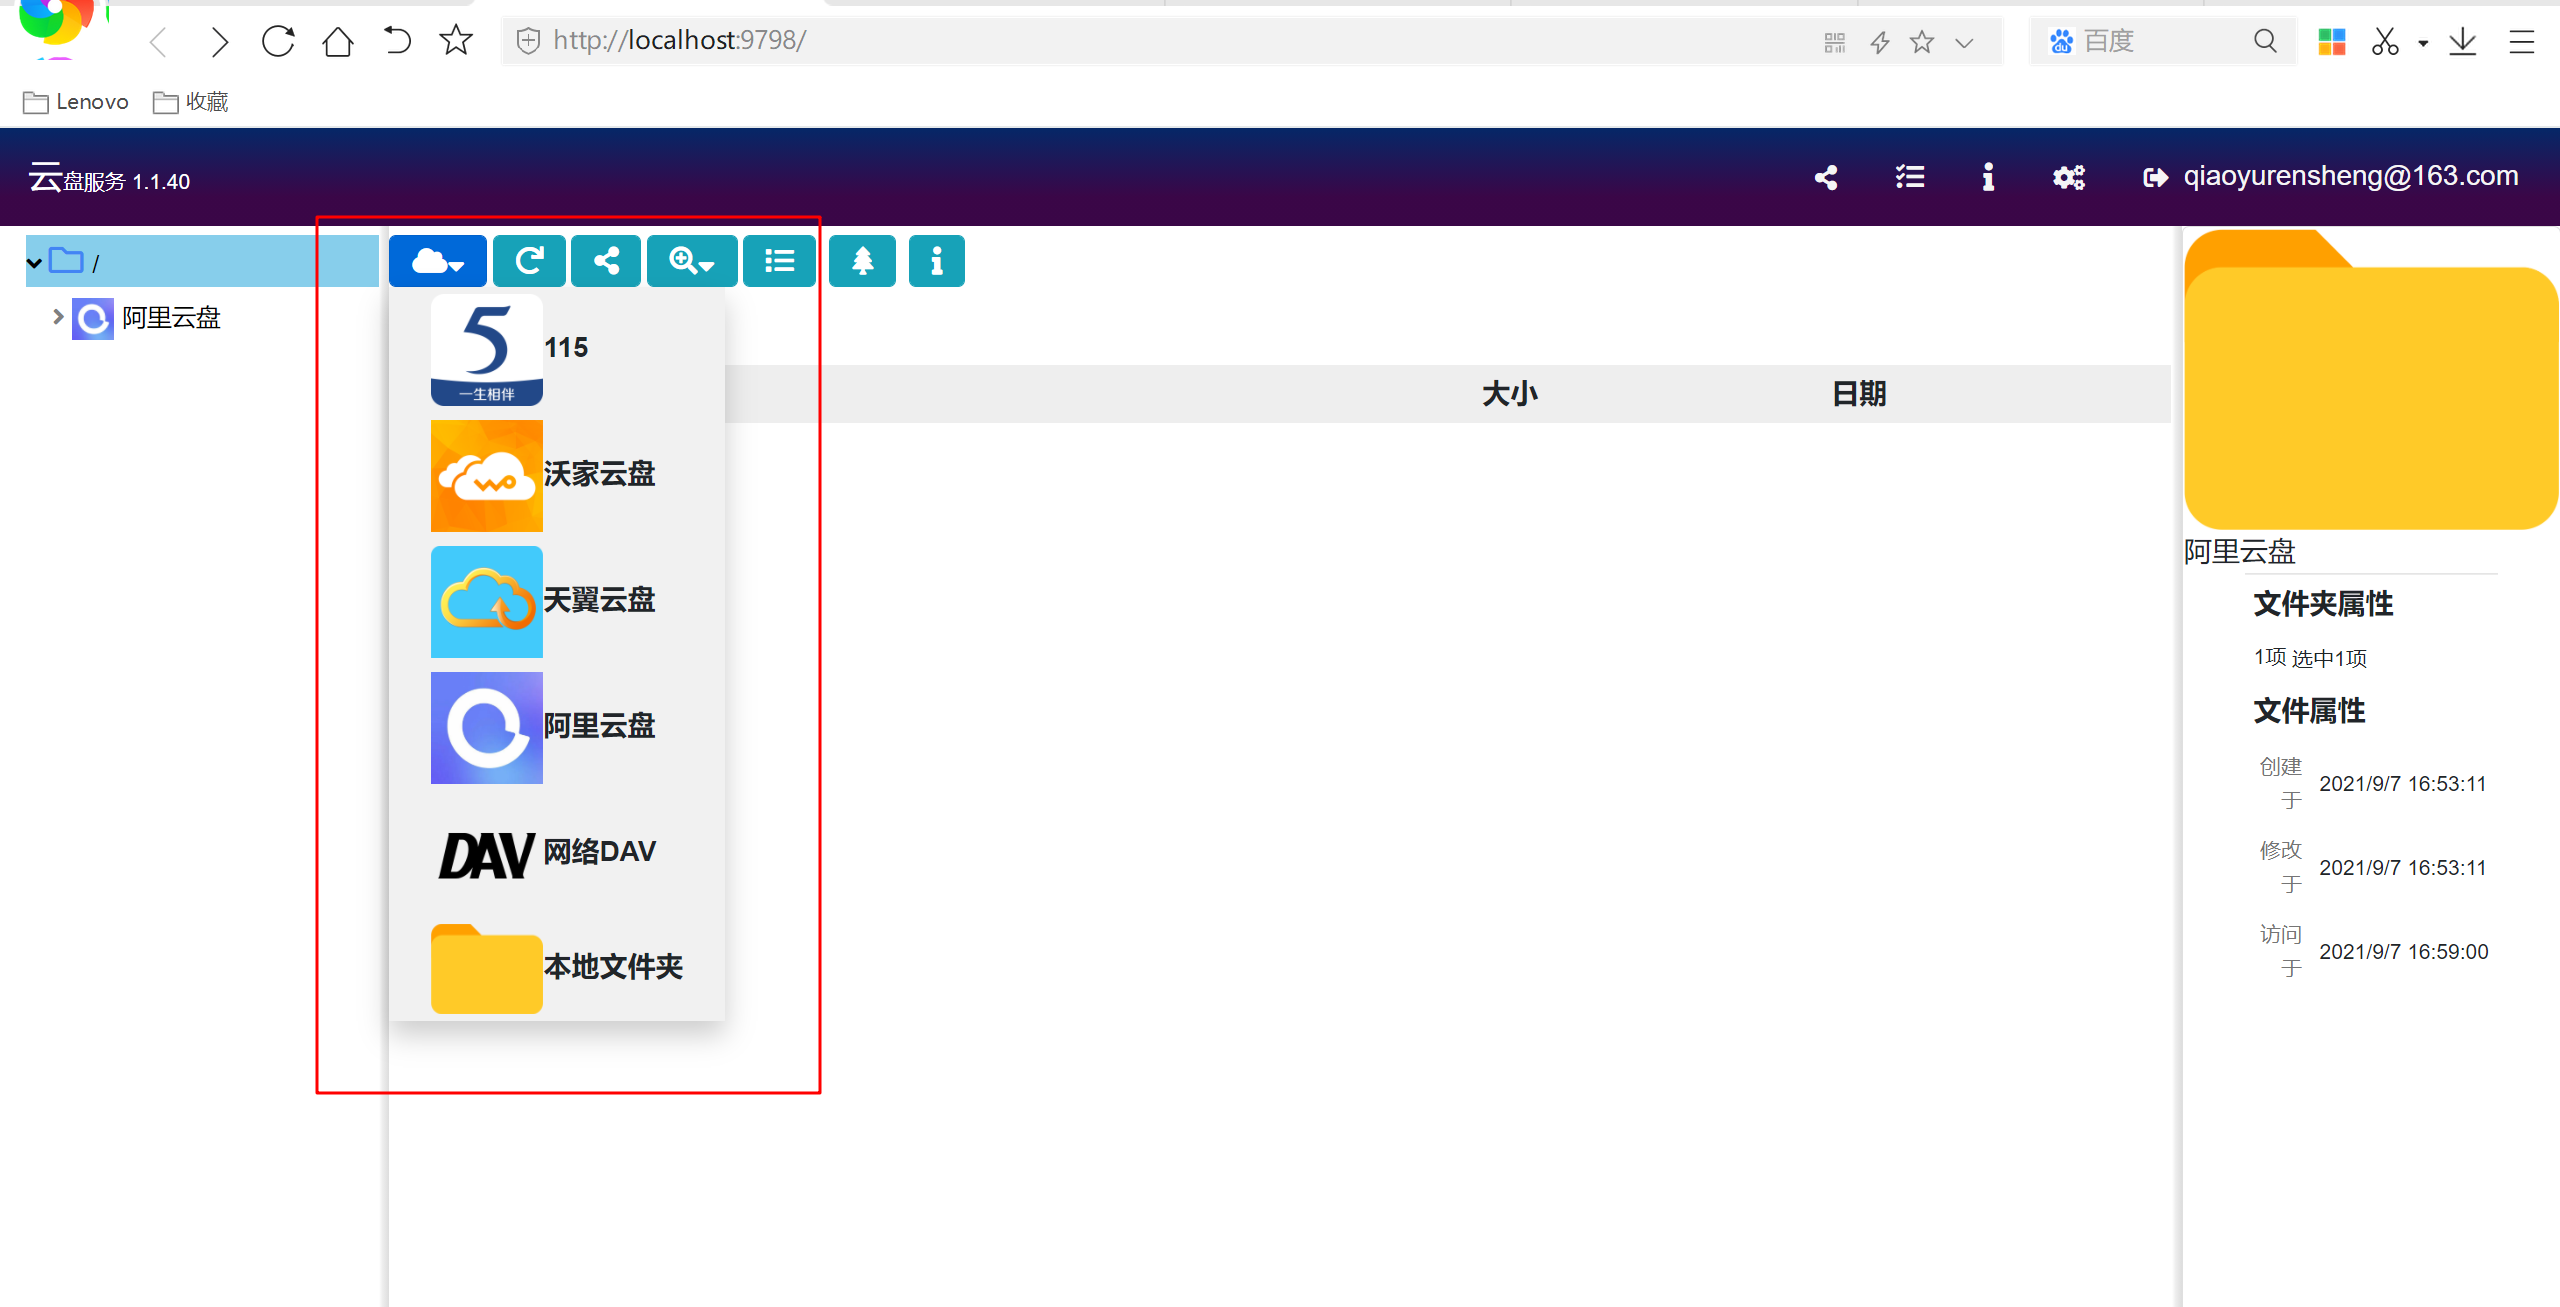 http://localhost:9798/
百度
Lenovo
收藏
云盘服务 1.1.40
qiaoyurensheng@163.com
/
阿里云盘
5
一生相伴
115
沃家云盘
天翼云盘
阿里云盘
DAV
网络DAV
本地文件夹
大小
日期
阿里云盘
文件夹属性
1项 选中1项
文件属性
创建于 2021/9/7 16:53:11
修改于 2021/9/7 16:53:11
访问于 2021/9/7 16:59:00